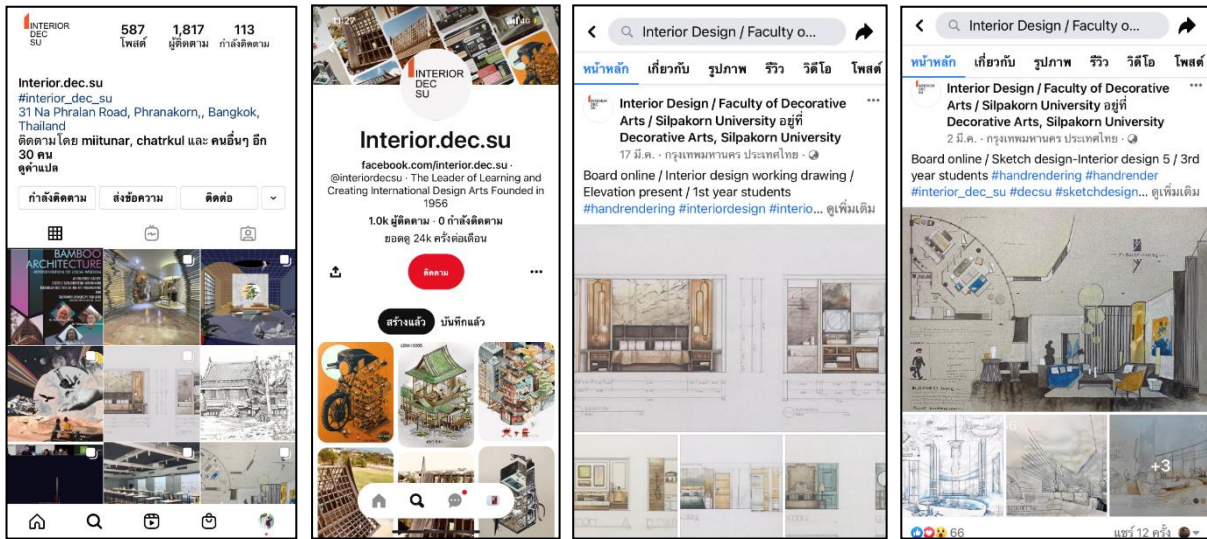 INTERIOR
DEC
SU
587 1,817 113
โพสต์ ผู้ติดตาม กำลังติดตาม
Interior.dec.su
#interior_dec_su
31 Na Phralan Road, Phranakorn,, Bangkok,
Thailand
ติดตามโดย miitunar, chatrkul และ คนอื่นๆ อีก
30 คน
ดูคำแปล
กำลังติดตาม ส่งข้อความ ติดต่อ
BAMBOO
ARCHITECTURE
13:29
4G
INTERIOR
DEC
SU
Interior.dec.su
facebook.com/interior.dec.su ·
@interiordecsu · The Leader of Learning and
Creating International Design Arts Founded in
1956
1.0k ผู้ติดตาม · 0 กำลังติดตาม
ยอดดู 24k ครั้งต่อเดือน
ติดตาม
สร้างแล้ว บันทึกแล้ว
Interior Design / Faculty o...
หน้าหลัก เกี่ยวกับ รูปภาพ รีวิว วิดีโอ โพสต์
Interior Design / Faculty of Decorative
Arts / Silpakorn University อยู่ที่
Decorative Arts, Silpakorn University
17 มี.ค. · กรุงเทพมหานคร ประเทศไทย ·
Board online / Interior design working drawing /
Elevation present / 1st year students
#handrendering #interiordesign #interio... ดูเพิ่มเติม
Interior Design / Faculty o...
หน้าหลัก เกี่ยวกับ รูปภาพ รีวิว วิดีโอ โพสต์
Interior Design / Faculty of Decorative
Arts / Silpakorn University อยู่ที่
Decorative Arts, Silpakorn University
2 มี.ค. · กรุงเทพมหานคร ประเทศไทย ·
Board online / Sketch design-Interior design 5 / 3rd
year students #handrendering #handrender
#interior_dec_su #decsu #sketchdesign... ดูเพิ่มเติม
+3
66 แชร์ 12 ครั้ง